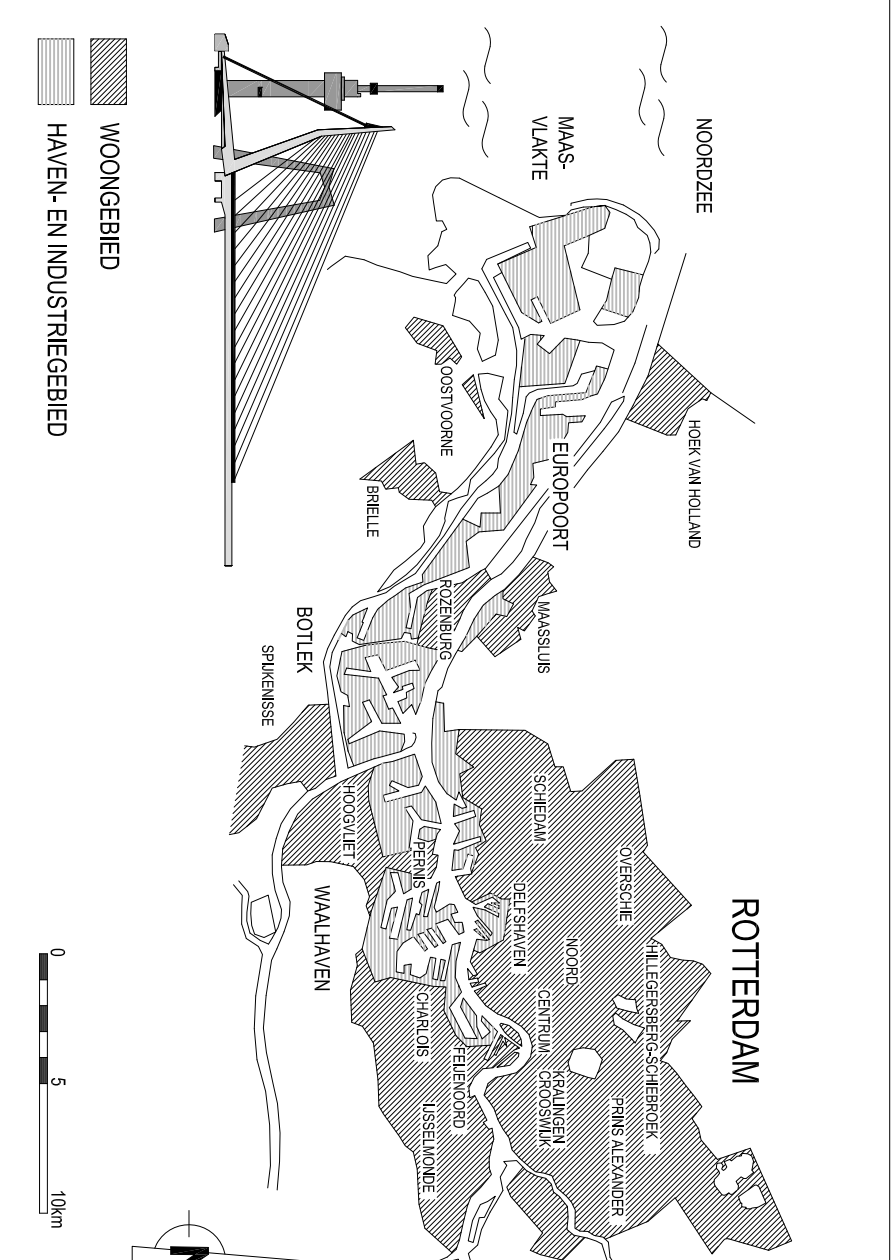 ROTTERDAM
NOORDZEE
MAAS-
VLAKTE
HOEK VAN HOLLAND
EUROPOORT
OOSTVOORNE
BRIELLE
MAASSLUIS
ROZENBURG
BOTLEK
SPIJKENISSE
HOOGVLIET
PERNIS
SCHIEDAM
OVERSCHIE
DELFSHAVEN
NOORD
HILLEGERSBERG-SCHIEBROEK
CENTRUM
KRALINGEN
CROOSWIJK
PRINS ALEXANDER
WAALHAVEN
CHARLOIS
FEIJENOORD
IJSSELMONDE
WOONGEBIED
HAVEN- EN INDUSTRIEGEBIED
0 5 10km
N